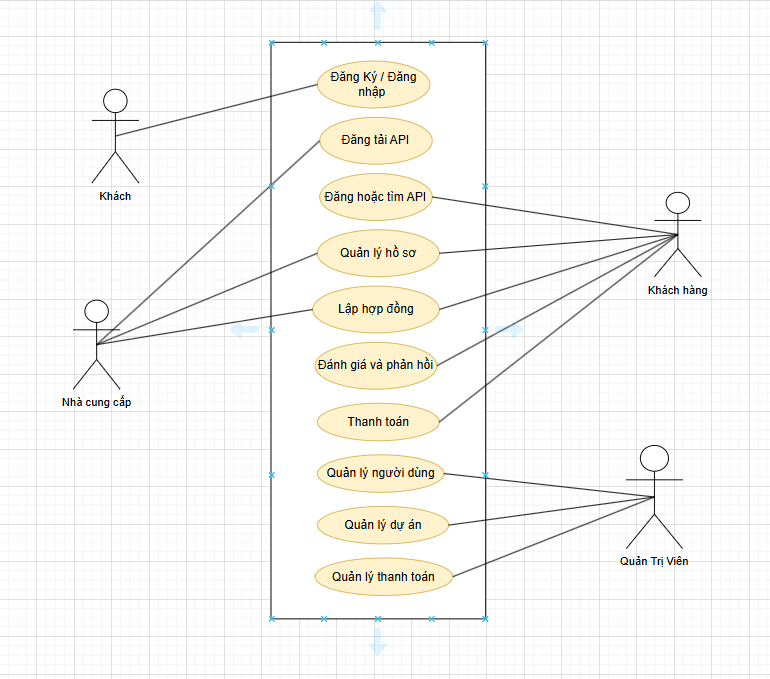 Đăng Ký / Đăng
nhập
Đăng tải API
Đăng hoặc tìm API
Quản lý hồ sơ
Lập hợp đồng
Đánh giá và phản hồi
Thanh toán
Quản lý người dùng
Quản lý dự án
Quản lý thanh toán
Khách
Nhà cung cấp
Khách hàng
Quản Trị Viên